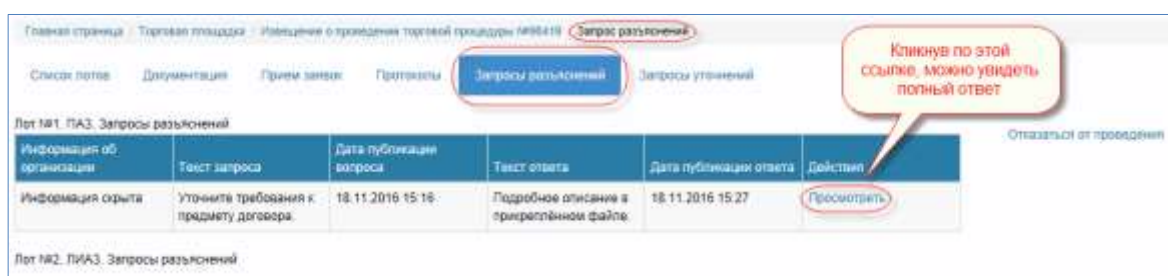 Главная страница / Торговая площадка / Извещение о проведении торговой процедуры №98419 / Запрос разъяснений
Кликнув по этой
ссылке, можно увидеть
полный ответ
Список лотов Документация Прием заявок Протоколы Запросы разъяснений Запросы уточнений
Отказаться от проведения
Лот №1. ПАЗ. Запросы разъяснений
Информация об
организации Текст запроса Дата публикации
вопроса Текст ответа Дата публикации ответа Действия
Информация скрыта Уточните требования к
предмету договора. 18.11.2016 15:16 Подробное описание в
прикреплённом файле. 18.11.2016 15:27 Просмотреть
Лот №2. ЛИАЗ. Запросы разъяснений